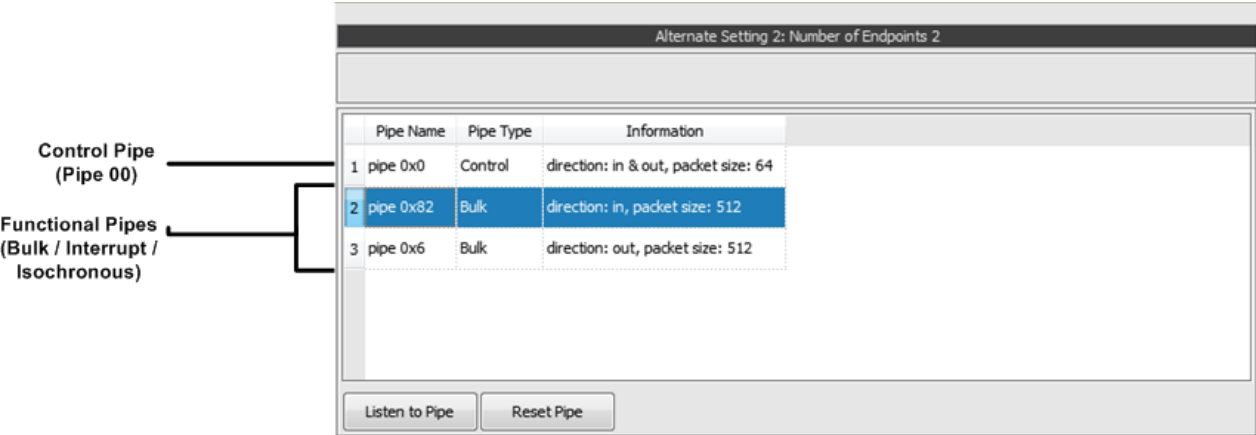 Alternate Setting 2: Number of Endpoints 2
Pipe Name Pipe Type Information
Control Pipe
(Pipe 00)
1 pipe 0x0 Control direction: in & out, packet size: 64
2 pipe 0x82 Bulk direction: in, packet size: 512
3 pipe 0x6 Bulk direction: out, packet size: 512
Functional Pipes
(Bulk / Interrupt /
Isochronous)
Listen to Pipe Reset Pipe